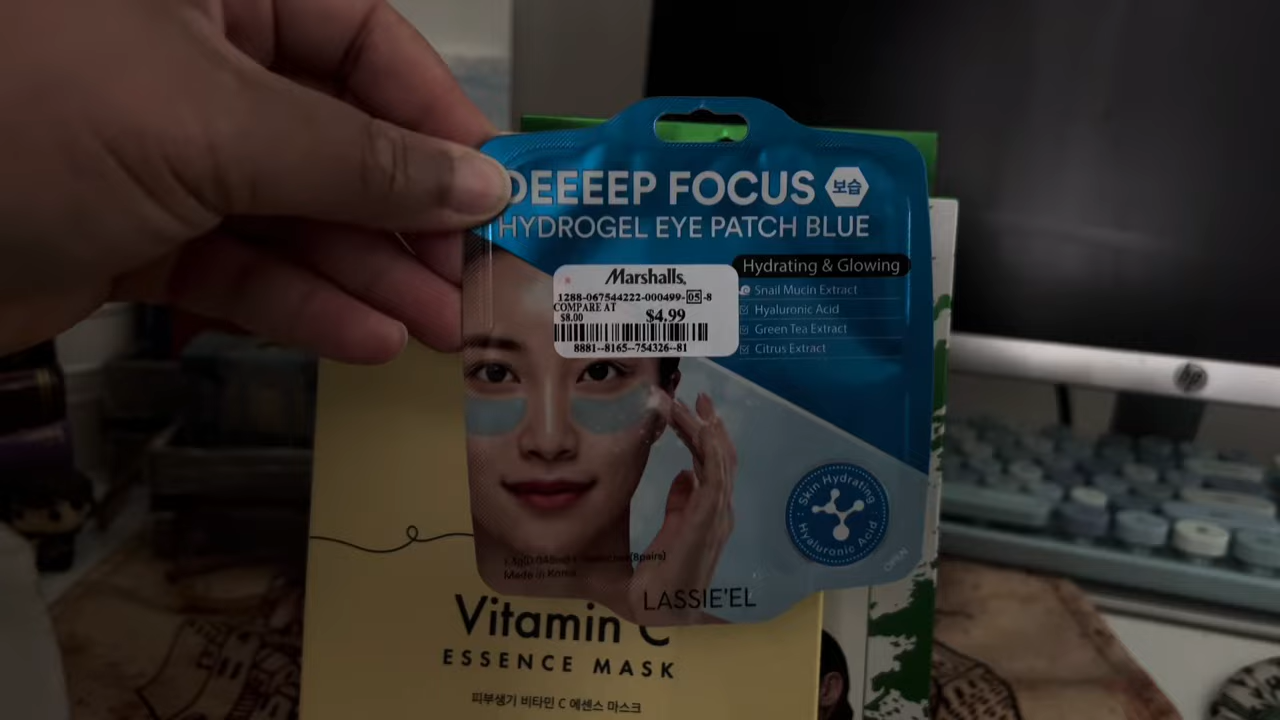 DEEEEP FOCUS 보습
HYDROGEL EYE PATCH BLUE
Hydrating & Glowing
Snail Mucin Extract
Hyaluronic Acid
Green Tea Extract
Citrus Extract
Marshalls.
1288-067544222-000499-05-8
COMPARE AT
$8.00
$4.99
8881--8165--754326--81
Skin Hydrating
Hyaluronic Acid
OPEN
(8pairs)
Made in Korea
LASSIE'EL
hp
Vitamin C
ESSENCE MASK
피부생기 비타민 C 에센스 마스크